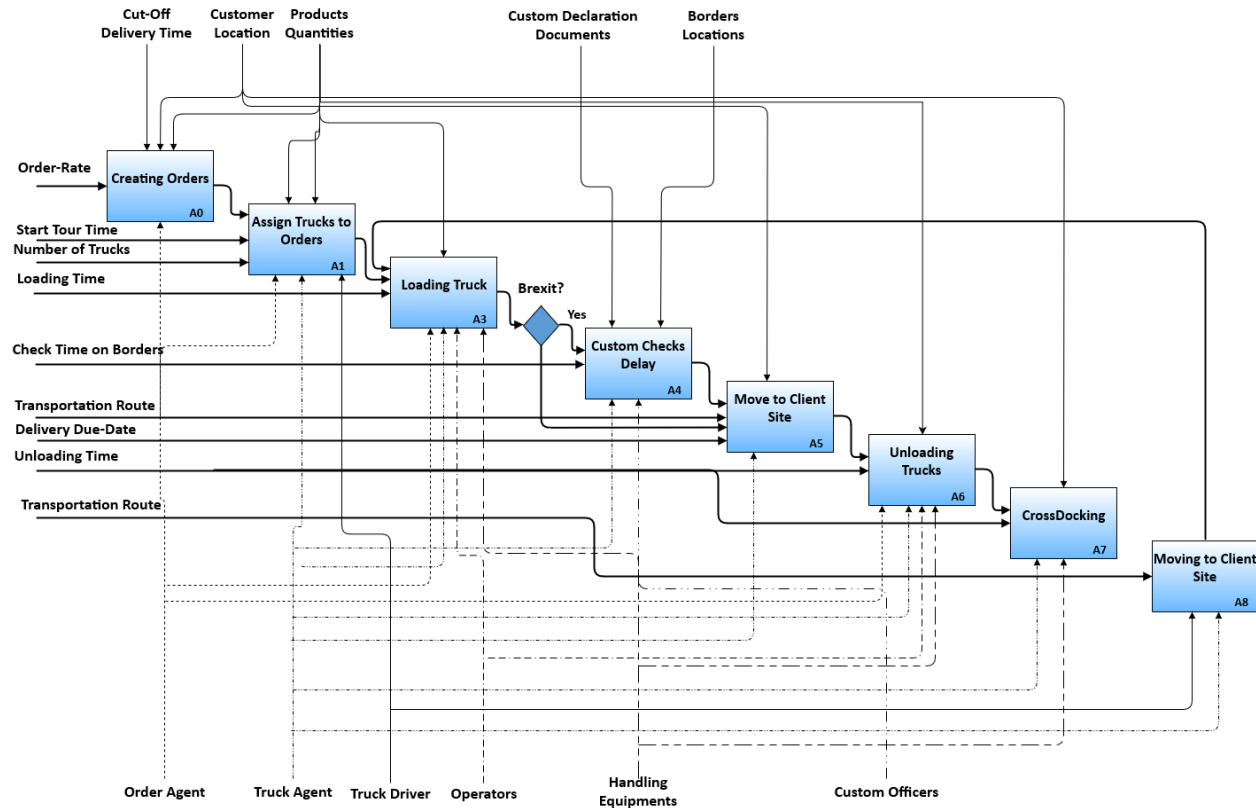 Cut-Off
Delivery Time
Customer
Location
Products
Quantities
Custom Declaration
Documents
Borders
Locations
Order-Rate
Creating Orders
A0
Start Tour Time
Number of Trucks
Assign Trucks to
Orders
A1
Loading Time
Loading Truck
A3
Brexit?
Yes
Check Time on Borders
Custom Checks
Delay
A4
Transportation Route
Delivery Due-Date
Move to Client
Site
A5
Unloading Time
Unloading
Trucks
A6
Transportation Route
CrossDocking
A7
Moving to Client
Site
A8
Order Agent
Truck Agent
Truck Driver
Operators
Handling
Equipments
Custom Officers